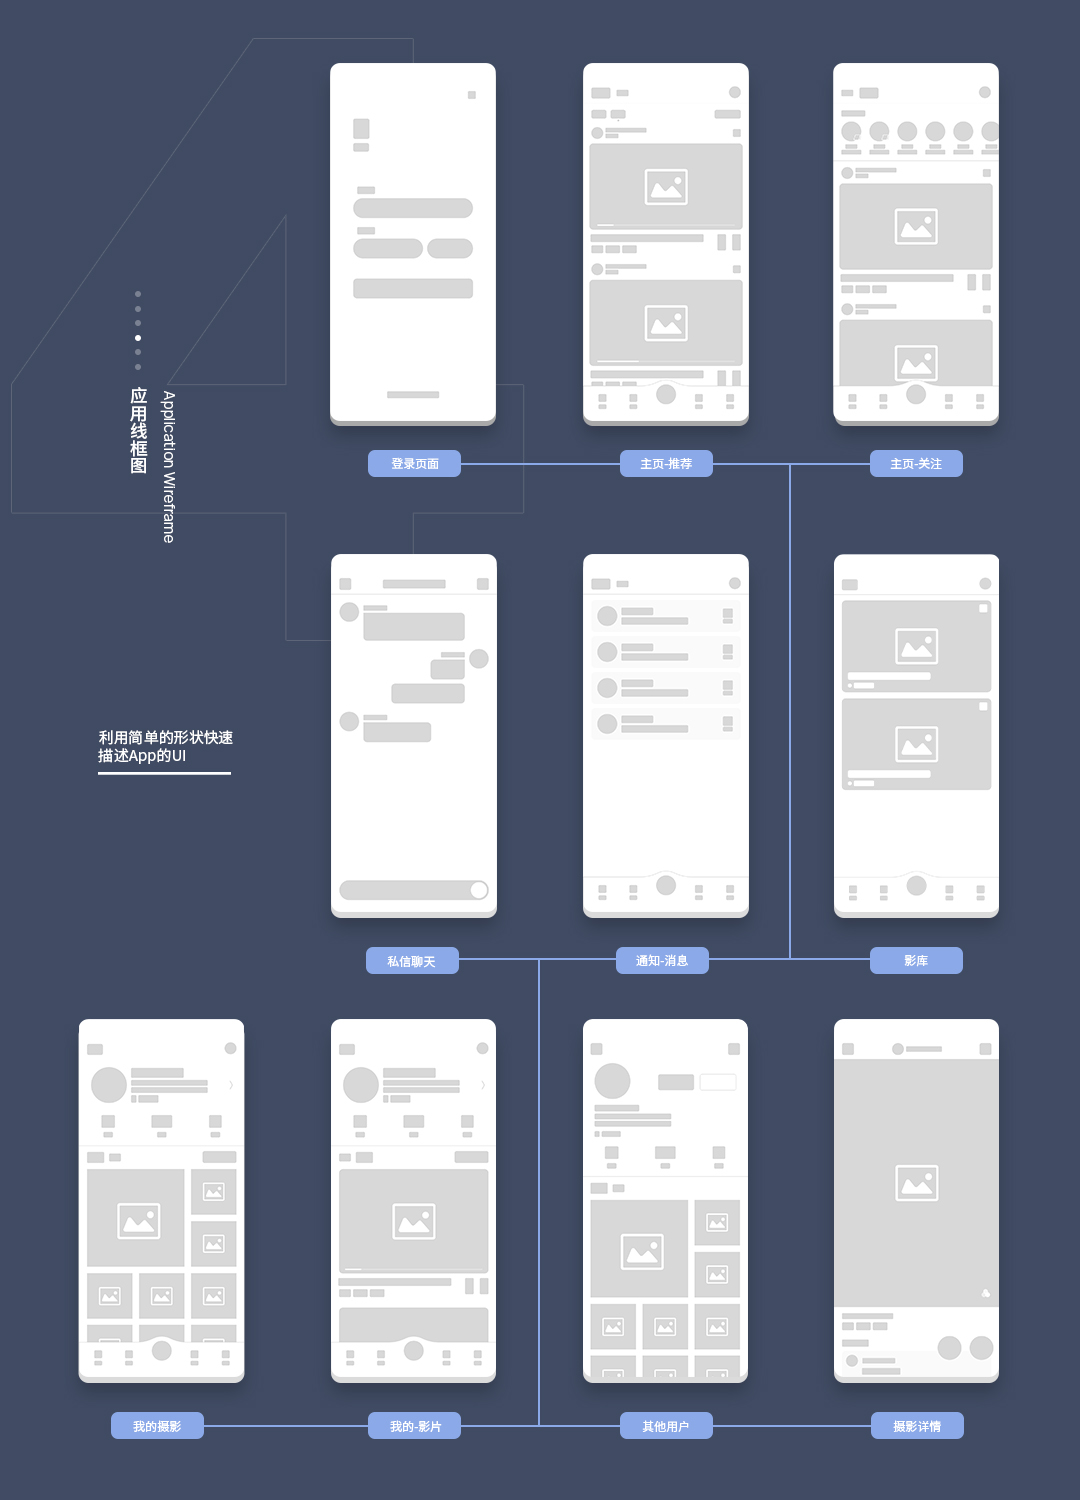 应用线框图
Application Wireframe
利用简单的形状快速
描述App的UI
登录页面
主页-推荐
主页-关注
私信聊天
通知-消息
影库
我的摄影
我的-影片
其他用户
摄影详情